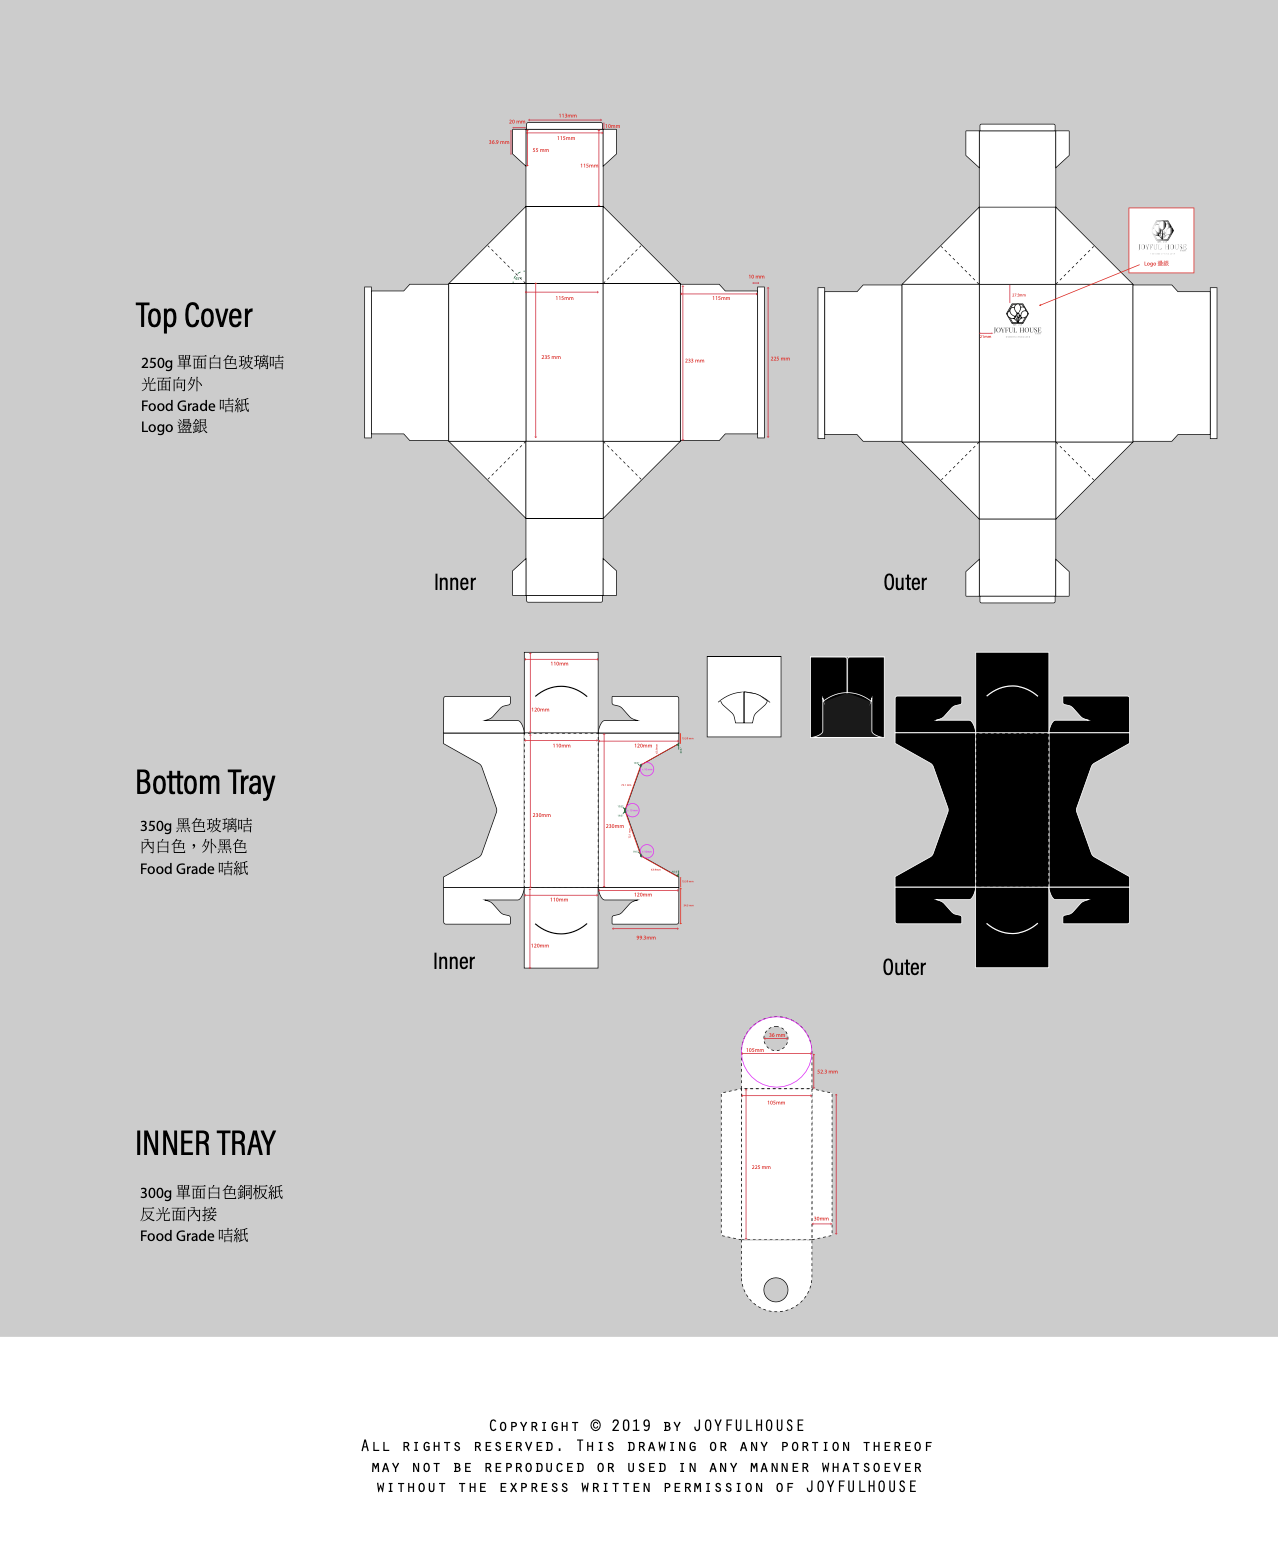 113mm
20 mm
10mm
115mm
38.9 mm
55 mm
115mm
JOYFUL HOUSE
Logo 邊銀
10 mm
115mm
115mm
27.5mm
Top Cover
JOYFUL HOUSE
21mm
235 mm
233 mm
225 mm
250g 單面白色玻璃咭
光面向外
Food Grade 咭紙
Logo 燙銀
Inner
Outer
110mm
120mm
110mm
120mm
Bottom Tray
230mm
230mm
350g 黑色玻璃咭
內白色，外黑色
Food Grade 咭紙
110mm
120mm
99.3mm
120mm
Inner
Outer
36 mm
105mm
52.3 mm
105mm
INNER TRAY
225 mm
300g 單面白色銅板紙
反光面內接
Food Grade 咭紙
30mm
Copyright © 2019 by JOYFULHOUSE
All rights reserved. This drawing or any portion thereof
may not be reproduced or used in any manner whatsoever
without the express written permission of JOYFULHOUSE